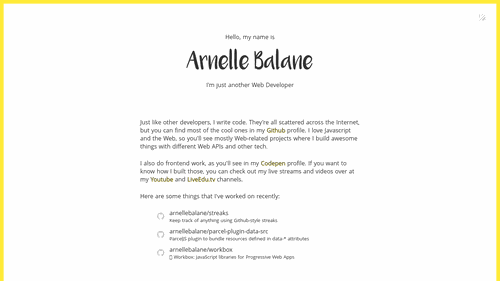 Hello, my name is
Arnelle Balane
I'm just another Web Developer
Just like other developers, I write code. They're all scattered across the Internet,
but you can find most of the cool ones in my Github profile. I love Javascript
and the Web, so you'll see mostly Web-related projects where I build awesome
things with different Web APIs and other tech.
I also do frontend work, as you'll see in my Codepen profile. If you want to
know how I built those, you can check out my live streams and videos over at
my Youtube and LiveEdu.tv channels.
Here are some things that I've worked on recently:
arnellebalane/streaks
Keep track of anything using Github-style streaks
arnellebalane/parcel-plugin-data-src
ParcelJS plugin to bundle resources defined in data-* attributes
arnellebalane/workbox
Workbox: JavaScript libraries for Progressive Web Apps